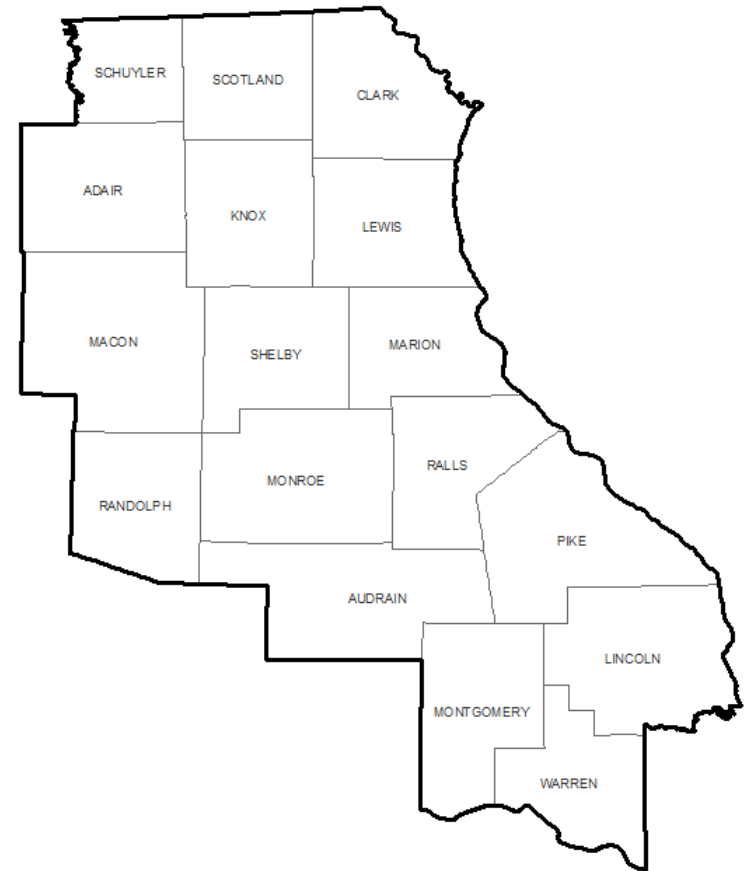 SCHUYLER
SCOTLAND
CLARK
ADAIR
KNOX
LEWIS
MACON
SHELBY
MARION
RALLS
MONROE
RANDOLPH
PIKE
AUDRAIN
LINCOLN
MONTGOMERY
WARREN